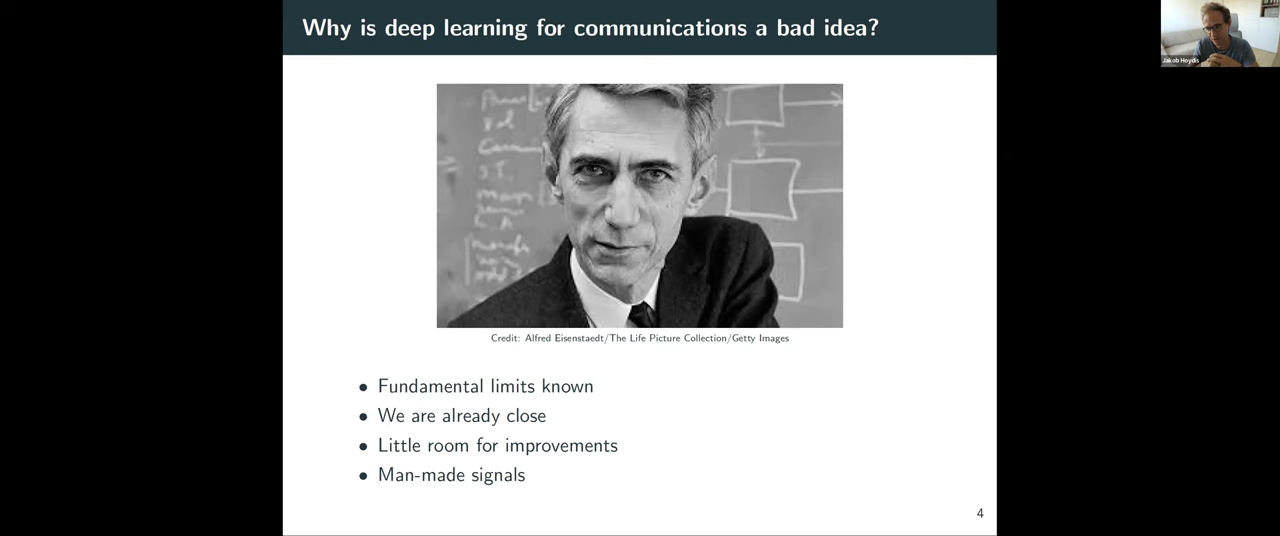 Why is deep learning for communications a bad idea?
Jakob Hoydis
Credit: Alfred Eisenstaedt/The Life Picture Collection/Getty Images
• Fundamental limits known
• We are already close
• Little room for improvements
• Man-made signals
4